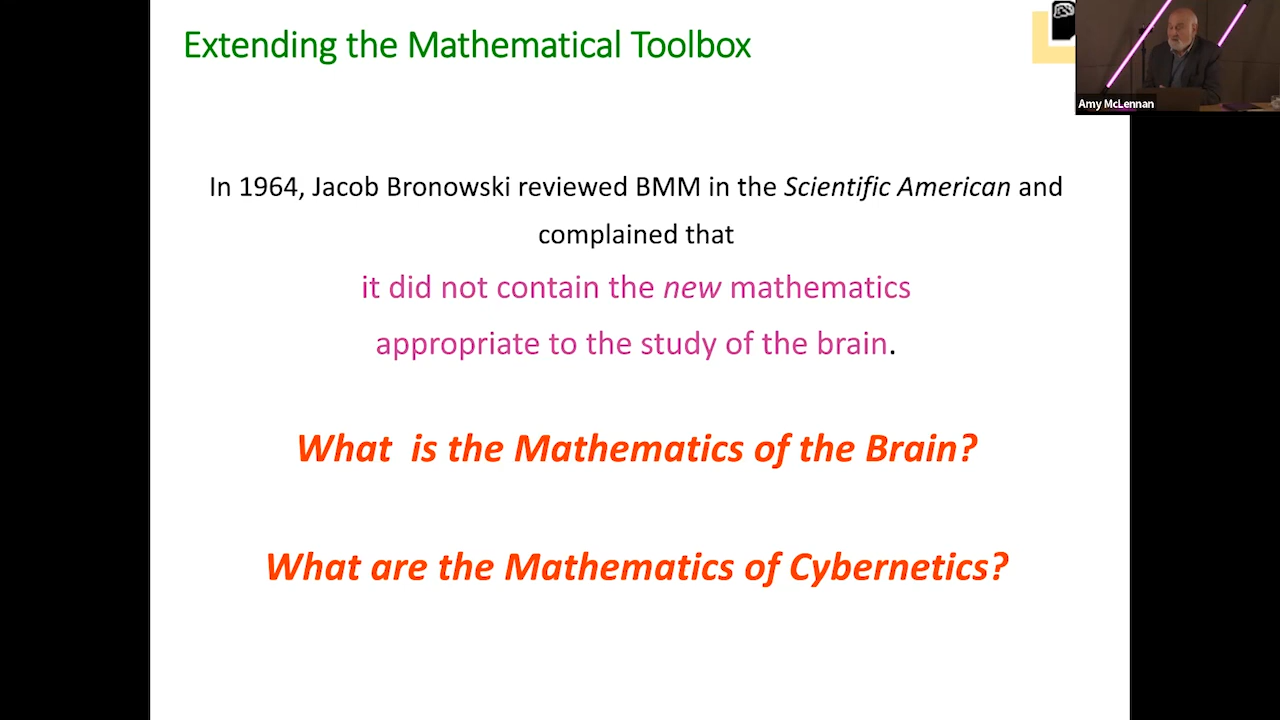 Extending the Mathematical Toolbox
Amy McLennan
In 1964, Jacob Bronowski reviewed BMM in the Scientific American and
complained that
it did not contain the new mathematics
appropriate to the study of the brain.
What is the Mathematics of the Brain?
What are the Mathematics of Cybernetics?